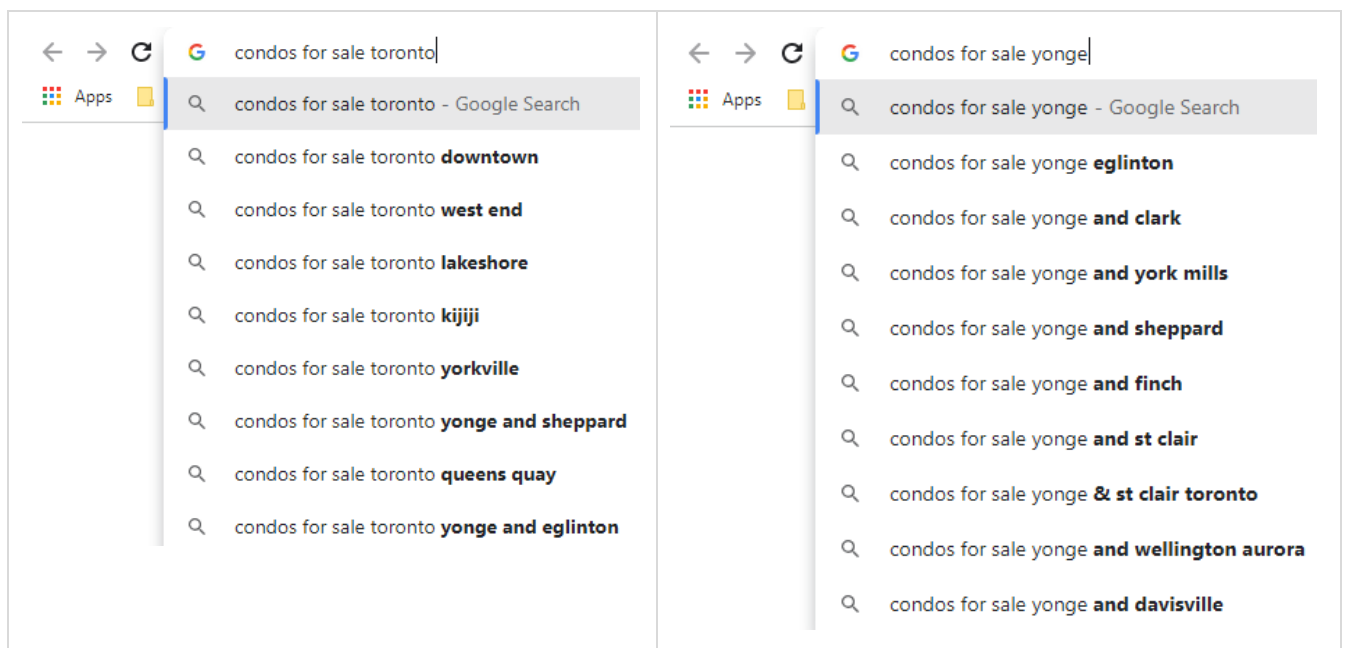 condos for sale toronto
Apps
condos for sale toronto - Google Search
condos for sale toronto downtown
condos for sale toronto west end
condos for sale toronto lakeshore
condos for sale toronto kijiji
condos for sale toronto yorkville
condos for sale toronto yonge and sheppard
condos for sale toronto queens quay
condos for sale toronto yonge and eglinton
condos for sale yonge
Apps
condos for sale yonge - Google Search
condos for sale yonge eglinton
condos for sale yonge and clark
condos for sale yonge and york mills
condos for sale yonge and sheppard
condos for sale yonge and finch
condos for sale yonge and st clair
condos for sale yonge & st clair toronto
condos for sale yonge and wellington aurora
condos for sale yonge and davisville